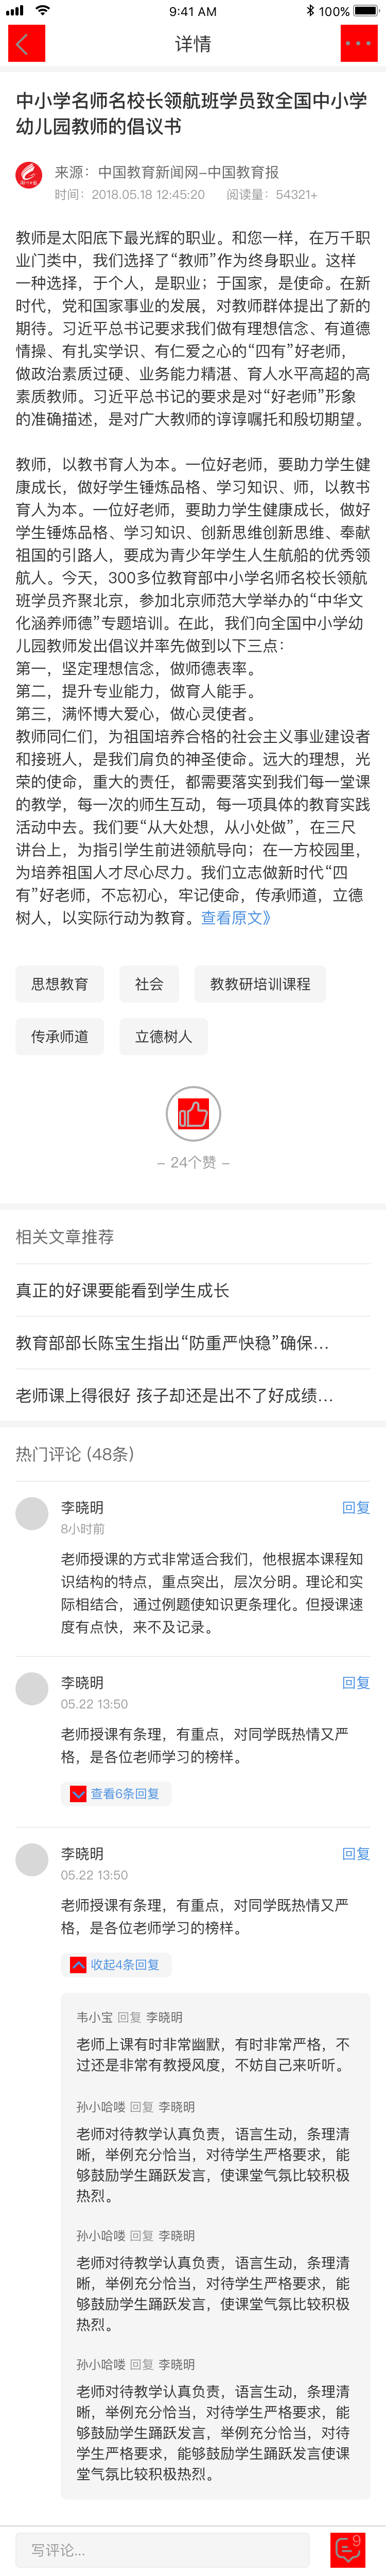 9:41 AM
100%
详情
中小学名师名校长领航班学员致全国中小学
幼儿园教师的倡议书
来源：中国教育新闻网-中国教育报
时间：2018.05.18 12:45:20 阅读量：54321+
教师是太阳底下最光辉的职业。和您一样，在万千职
业门类中，我们选择了“教师”作为终身职业。这样
一种选择，于个人，是职业；于国家，是使命。在新
时代，党和国家事业的发展，对教师群体提出了新的
期待。习近平总书记要求我们做有理想信念、有道德
情操、有扎实学识、有仁爱之心的“四有”好老师，
做政治素质过硬、业务能力精湛、育人水平高超的高
素质教师。习近平总书记的要求是对“好老师”形象
的准确描述，是对广大教师的谆谆嘱托和殷切期望。
教师，以教书育人为本。一位好老师，要助力学生健
康成长，做好学生锤炼品格、学习知识、师，以教书
育人为本。一位好老师，要助力学生健康成长，做好
学生锤炼品格、学习知识、创新思维创新思维、奉献
祖国的引路人，要成为青少年学生人生航船的优秀领
航人。今天，300多位教育部中小学名师名校长领航
班学员齐聚北京，参加北京师范大学举办的“中华文
化涵养师德”专题培训。在此，我们向全国中小学幼
儿园教师发出倡议并率先做到以下三点：
第一，坚定理想信念，做师德表率。
第二，提升专业能力，做育人能手。
第三，满怀博大爱心，做心灵使者。
教师同仁们，为祖国培养合格的社会主义事业建设者
和接班人，是我们肩负的神圣使命。远大的理想，光
荣的使命，重大的责任，都需要落实到我们每一堂课
的教学，每一次的师生互动，每一项具体的教育实践
活动中去。我们要“从大处想，从小处做”，在三尺
讲台上，为指引学生前进领航导向；在一方校园里，
为培养祖国人才尽心尽力。我们立志做新时代“四
有”好老师，不忘初心，牢记使命，传承师道，立德
树人，以实际行动为教育。查看原文》
思想教育 社会 教教研培训课程
传承师道 立德树人
- 24个赞 -
相关文章推荐
真正的好课要能看到学生成长
教育部部长陈宝生指出“防重严快稳”确保...
老师课上得很好 孩子却还是出不了好成绩...
热门评论 (48条)
李晓明 回复
8小时前
老师授课的方式非常适合我们，他根据本课程知
识结构的特点，重点突出，层次分明。理论和实
际相结合，通过例题使知识更条理化。但授课速
度有点快，来不及记录。
李晓明 回复
05.22 13:50
老师授课有条理，有重点，对同学既热情又严
格，是各位老师学习的榜样。
查看6条回复
李晓明 回复
05.22 13:50
老师授课有条理，有重点，对同学既热情又严
格，是各位老师学习的榜样。
收起4条回复
韦小宝 回复 李晓明
老师上课有时非常幽默，有时非常严格，不
过还是非常有教授风度，不妨自己来听听。
孙小哈喽 回复 李晓明
老师对待教学认真负责，语言生动，条理清
晰，举例充分恰当，对待学生严格要求，能
够鼓励学生踊跃发言，使课堂气氛比较积极
热烈。
孙小哈喽 回复 李晓明
老师对待教学认真负责，语言生动，条理清
晰，举例充分恰当，对待学生严格要求，能
够鼓励学生踊跃发言，使课堂气氛比较积极
热烈。
孙小哈喽 回复 李晓明
老师对待教学认真负责，语言生动，条理清
晰，举例充分恰当，对待学生严格要求，能
够鼓励学生踊跃发言，举例充分恰当，对待
学生严格要求，能够鼓励学生踊跃发言使课
堂气氛比较积极热烈。
写评论...
9